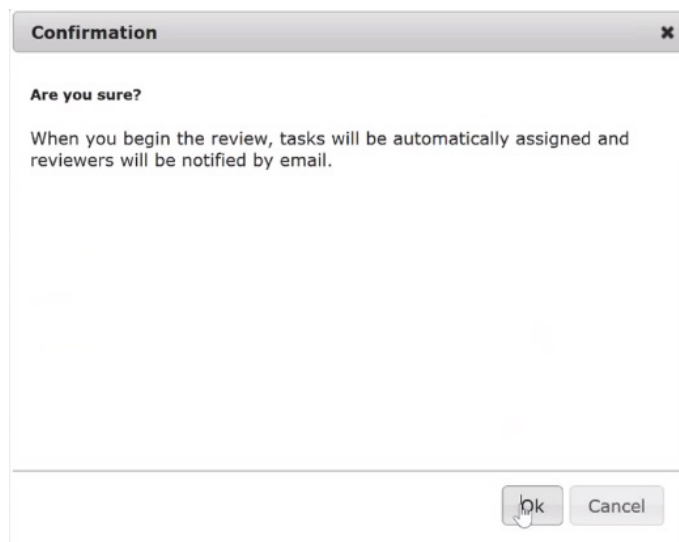 Confirmation
Are you sure?
When you begin the review, tasks will be automatically assigned and
reviewers will be notified by email.
Ok Cancel